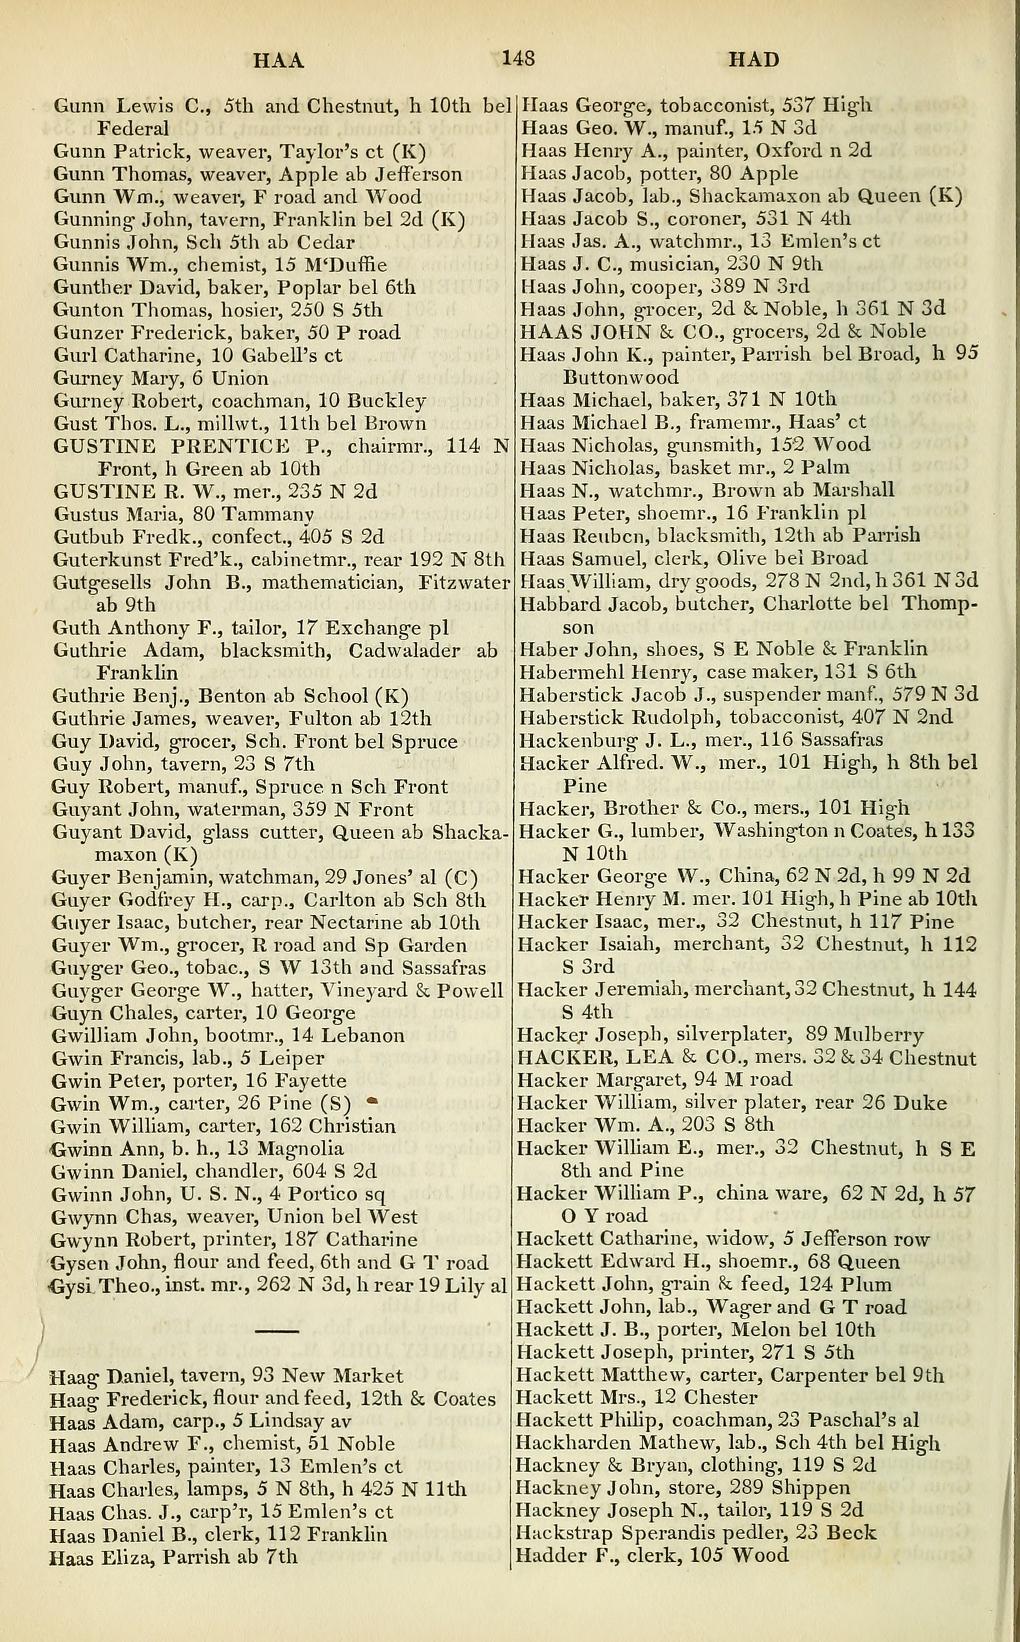 HAA 148 HAD
Gunn Lewis C., 5th and Chestnut, h 10th bel
Federal
Gunn Patrick, weaver, Taylor's ct (K)
Gunn Thomas, weaver, Apple ab Jefferson
Gunn Wm., weaver, F road and Wood
Gunning John, tavern, Franklin bel 2d (K)
Gunnis John, Sch 5th ab Cedar
Gunnis Wm., chemist, 15 M‘Duffie
Gunther David, baker, Poplar bel 6th
Gunton Thomas, hosier, 250 S 5th
Gunzer Frederick, baker, 50 P road
Gurl Catharine, 10 Gabell's ct
Gurney Mary, 6 Union
Gurney Robert, coachman, 10 Buckley
Gust Thos. L., millwt., 11th bel Brown
GUSTINE PRENTICE P., chairmr., 114 N
Front, h Green ab 10th
GUSTINE R. W., mer., 235 N 2d
Gustus Maria, 80 Tammany
Gutbub Fredk., confect., 405 S 2d
Guterkunst Fred'k., cabinetmr., rear 192 N 8th
Gutgesells John B., mathematician, Fitzwater
ab 9th
Guth Anthony F., tailor, 17 Exchange pl
Guthrie Adam, blacksmith, Cadwalader ab
Franklin
Guthrie Benj., Benton ab School (K)
Guthrie James, weaver, Fulton ab 12th
Guy David, grocer, Sch. Front bel Spruce
Guy John, tavern, 23 S 7th
Guy Robert, manuf., Spruce n Sch Front
Guyant John, waterman, 359 N Front
Guyant David, glass cutter, Queen ab Shacka-
maxon (K)
Guyer Benjamin, watchman, 29 Jones' al (C)
Guyer Godfrey H., carp., Carlton ab Sch 8th
Guyer Isaac, butcher, rear Nectarine ab 10th
Guyer Wm., grocer, R road and Sp Garden
Guyger Geo., tobac., S W 13th and Sassafras
Guyger George W., hatter, Vineyard & Powell
Guyn Chales, carter, 10 George
Gwilliam John, bootmr., 14 Lebanon
Gwin Francis, lab., 5 Leiper
Gwin Peter, porter, 16 Fayette
Gwin Wm., carter, 26 Pine (S)
Gwin William, carter, 162 Christian
Gwinn Ann, b. h., 13 Magnolia
Gwinn Daniel, chandler, 604 S 2d
Gwinn John, U. S. N., 4 Portico sq
Gwynn Chas, weaver, Union bel West
Gwynn Robert, printer, 187 Catharine
Gysen John, flour and feed, 6th and G T road
Gysi Theo., inst. mr., 262 N 3d, h rear 19 Lily al
Haag Daniel, tavern, 93 New Market
Haag Frederick, flour and feed, 12th & Coates
Haas Adam, carp., 5 Lindsay av
Haas Andrew F., chemist, 51 Noble
Haas Charles, painter, 13 Emlen's ct
Haas Charles, lamps, 5 N 8th, h 425 N 11th
Haas Chas. J., carp'r, 15 Emlen's ct
Haas Daniel B., clerk, 112 Franklin
Haas Eliza, Parrish ab 7th
Haas George, tobacconist, 537 High
Haas Geo. W., manuf., 15 N 3d
Haas Henry A., painter, Oxford n 2d
Haas Jacob, potter, 80 Apple
Haas Jacob, lab., Shackamaxon ab Queen (K)
Haas Jacob S., coroner, 531 N 4th
Haas Jas. A., watchmr., 13 Emlen's ct
Haas J. C., musician, 230 N 9th
Haas John, cooper, 389 N 3rd
Haas John, grocer, 2d & Noble, h 361 N 3d
HAAS JOHN & CO., grocers, 2d & Noble
Haas John K., painter, Parrish bel Broad, h 95
Buttonwood
Haas Michael, baker, 371 N 10th
Haas Michael B., framemr., Haas' ct
Haas Nicholas, gunsmith, 152 Wood
Haas Nicholas, basket mr., 2 Palm
Haas N., watchmr., Brown ab Marshall
Haas Peter, shoemr., 16 Franklin pl
Haas Reuben, blacksmith, 12th ab Parrish
Haas Samuel, clerk, Olive bel Broad
Haas William, dry goods, 278 N 2nd, h 361 N 3d
Habbard Jacob, butcher, Charlotte bel Thomp-
son
Haber John, shoes, S E Noble & Franklin
Habermehl Henry, case maker, 131 S 6th
Haberstick Jacob J., suspender manf., 579 N 3d
Haberstick Rudolph, tobacconist, 407 N 2nd
Hackenburg J. L., mer., 116 Sassafras
Hacker Alfred. W., mer., 101 High, h 8th bel
Pine
Hacker, Brother & Co., mers., 101 High
Hacker G., lumber, Washington n Coates, h 133
N 10th
Hacker George W., China, 62 N 2d, h 99 N 2d
Hacker Henry M. mer. 101 High, h Pine ab 10th
Hacker Isaac, mer., 32 Chestnut, h 117 Pine
Hacker Isaiah, merchant, 32 Chestnut, h 112
S 3rd
Hacker Jeremiah, merchant, 32 Chestnut, h 144
S 4th
Hacker Joseph, silverplater, 89 Mulberry
HACKER, LEA & CO., mers. 32 & 34 Chestnut
Hacker Margaret, 94 M road
Hacker William, silver plater, rear 26 Duke
Hacker Wm. A., 203 S 8th
Hacker William E., mer., 32 Chestnut, h S E
8th and Pine
Hacker William P., china ware, 62 N 2d, h 57
O Y road
Hackett Catharine, widow, 5 Jefferson row
Hackett Edward H., shoemr., 68 Queen
Hackett John, grain & feed, 124 Plum
Hackett John, lab., Wager and G T road
Hackett J. B., porter, Melon bel 10th
Hackett Joseph, printer, 271 S 5th
Hackett Matthew, carter, Carpenter bel 9th
Hackett Mrs., 12 Chester
Hackett Philip, coachman, 23 Paschal's al
Hackharden Mathew, lab., Sch 4th bel High
Hackney & Bryan, clothing, 119 S 2d
Hackney John, store, 289 Shippen
Hackney Joseph N., tailor, 119 S 2d
Hackstrap Sperandis pedler, 23 Beck
Hadder F., clerk, 105 Wood